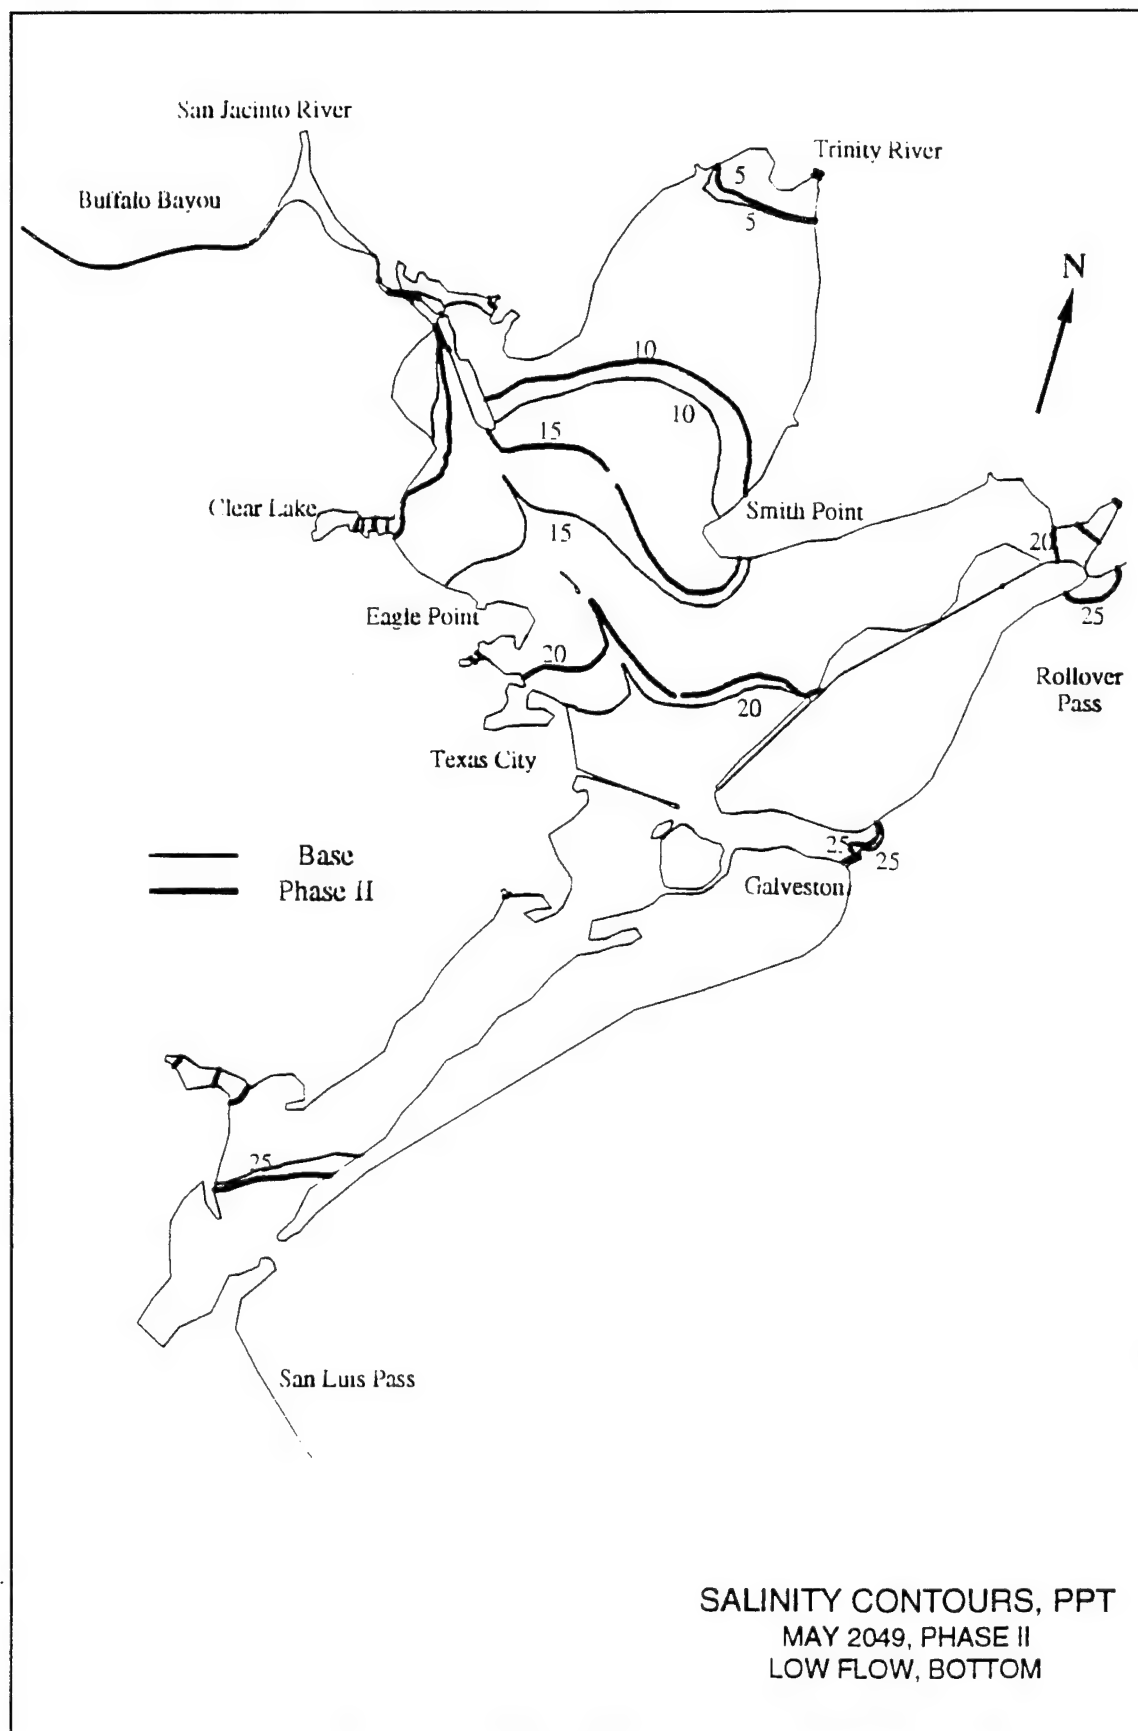 San Jacinto River
Trinity River
5
Buffalo Bayou
5
N
10
10
15
Clear Lake
Smith Point
15
20
Eagle Point
25
20
Rollover
Pass
20
Texas City
25
25
Base
Phase II
Galveston
25
San Luis Pass
SALINITY CONTOURS, PPT
MAY 2049, PHASE II
LOW FLOW, BOTTOM